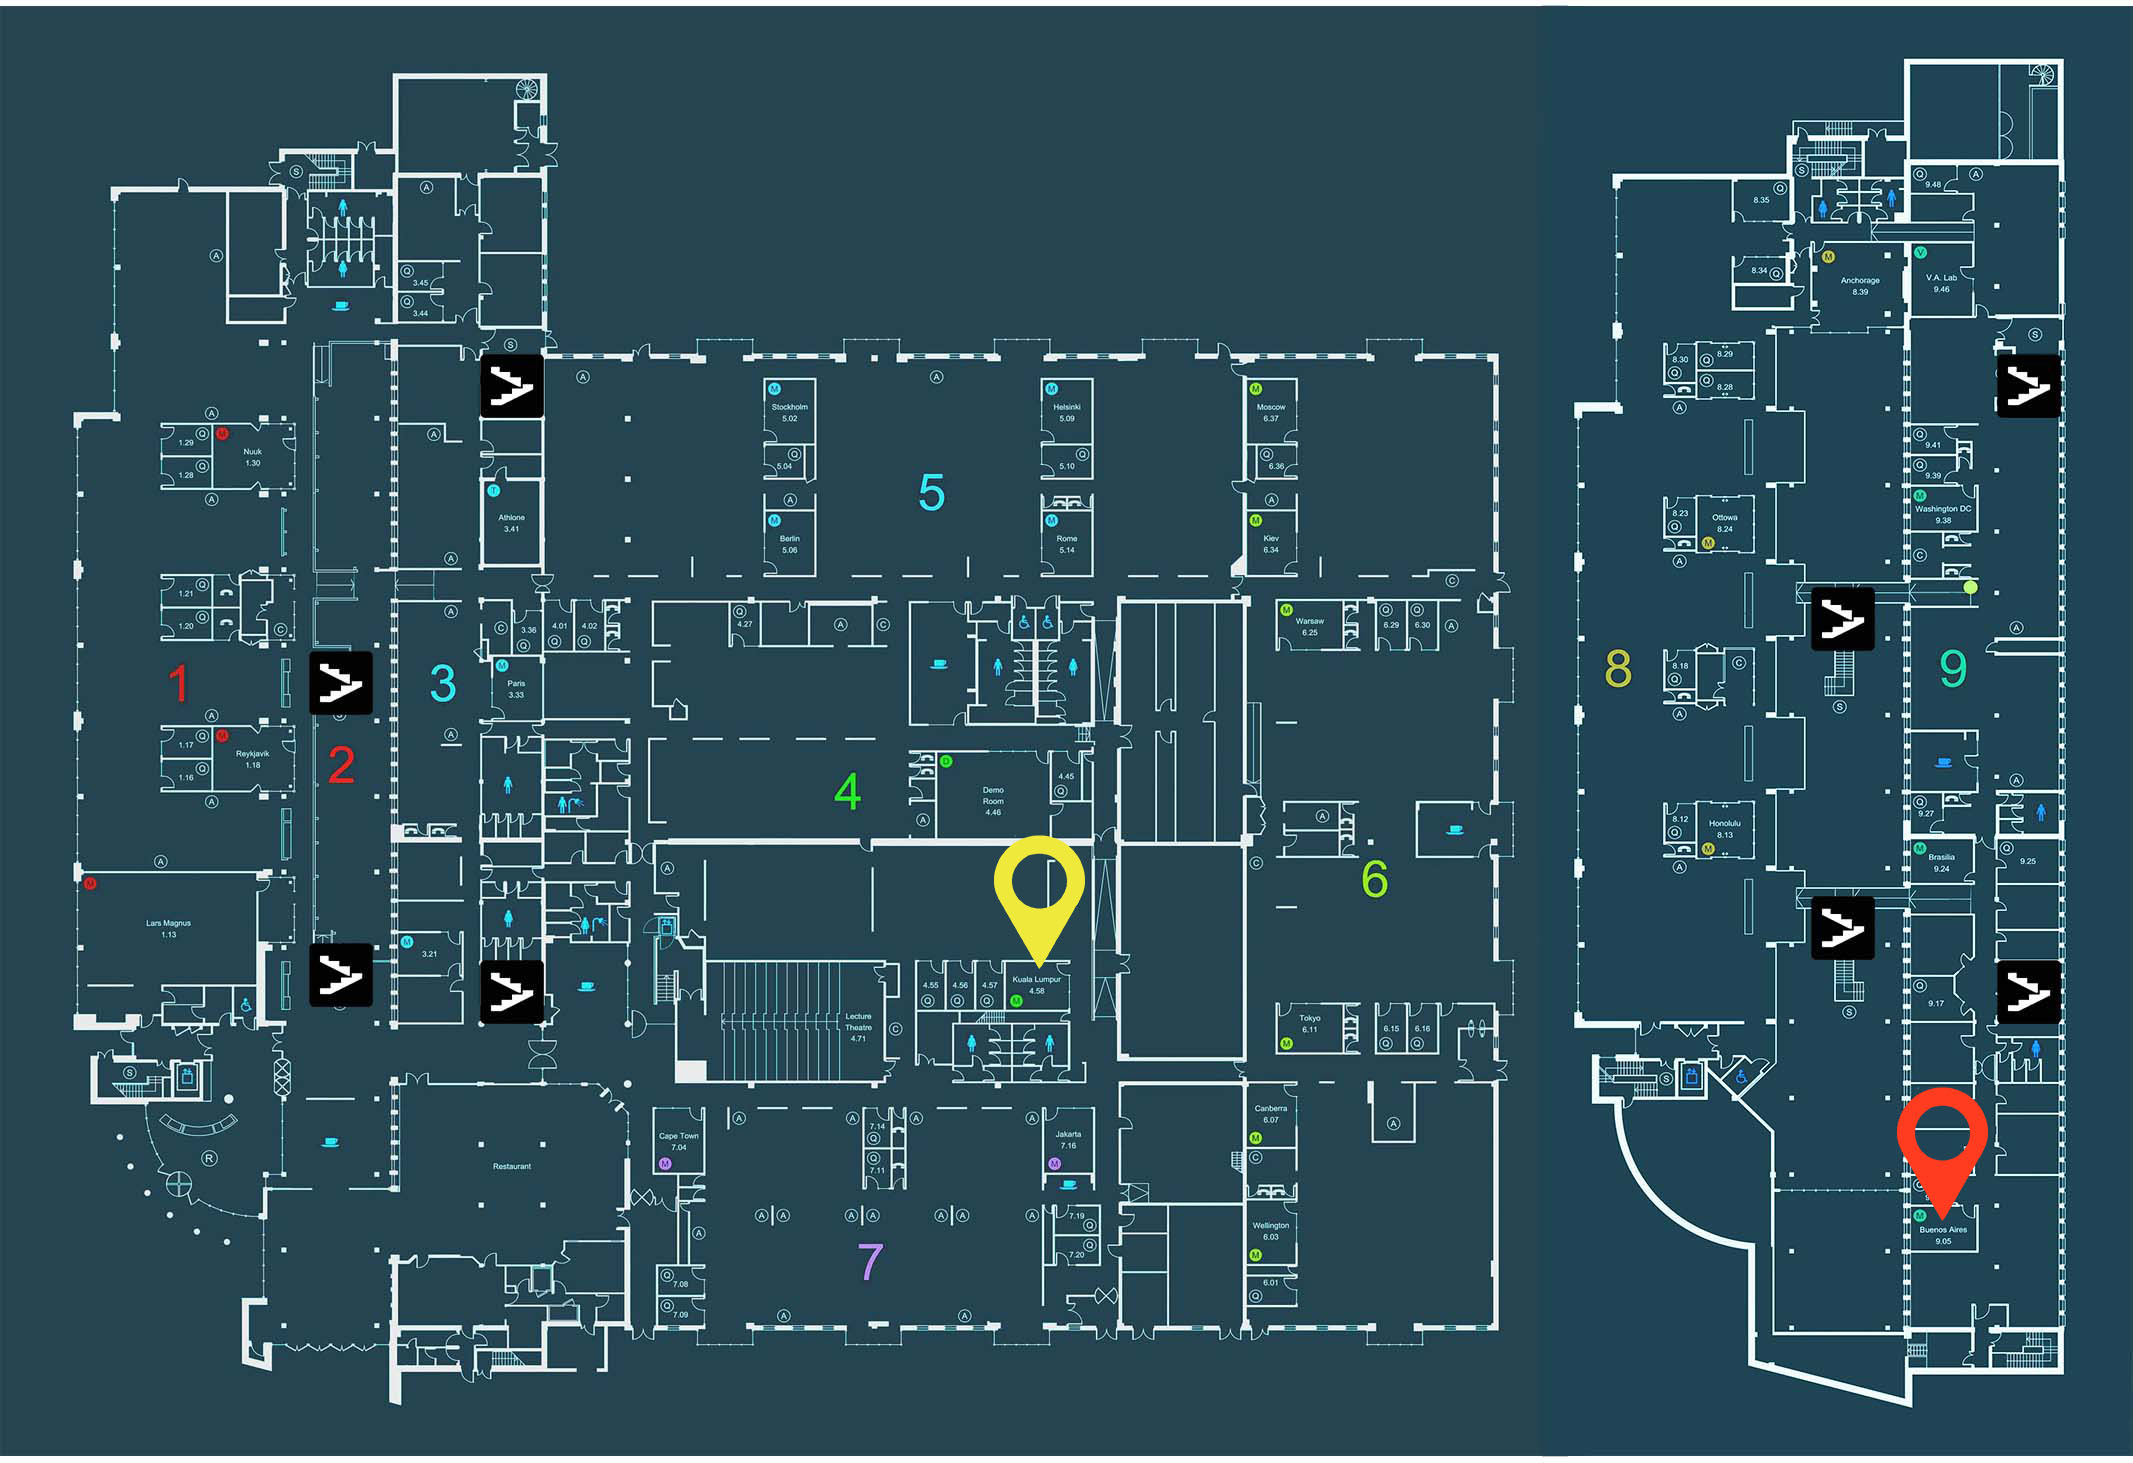 A
S
A
A
Q
3.45
Q
3.44
S
A
A
A
A
A
Q
1.29
Q
1.28
M
Nuuk
1.30
A
T
Athlone
3.41
A
M
Stockholm
5.02
Q
5.04
A
M
Berlin
5.06
5
M
Helsinki
5.09
Q
5.10
M
Rome
5.14
M
Moscow
6.37
Q
6.36
A
M
Kiev
6.34
C
1.21
Q
1.20
Q
C
A
C
3.36
Q
4.01
Q
4.02
Q
Q
4.27
A
C
M
Warsaw
6.25
Q
6.29
Q
6.30
A
1
2
3
M
Paris
3.33
A
A
1.17
Q
1.16
Q
M
Reykjavik
1.18
A
4
D
Demo
Room
4.46
4.45
Q
A
A
C
6
A
M
Lars Magnus
1.13
M
3.21
A
4.55
Q
4.56
Q
4.57
Q
Kuala Lumpur
4.58
M
Lecture
Theatre
4.71
C
M
Tokyo
6.11
6.15
Q
6.16
Q
S
R
Restaurant
Cape Town
7.04
M
A
A
7.14
Q
Q
7.11
A
A
Jakarta
7.16
M
Canberra
6.07
M
C
A
A
A
A
A
A
A
A
A
7
7.19
Q
Q
7.20
Wellington
6.03
M
6.01
Q
Q
7.08
Q
7.09
A
A
S
Q
8.35
8.34
Q
M
Anchorage
8.39
Q
9.48
A
V
V.A. Lab
9.46
S
8.30
Q
Q
8.29
Q
8.28
A
Q
9.41
Q
9.39
M
Washington DC
9.38
C
8.23
Q
Ottowa
8.24
M
A
A
8
8.18
Q
C
A
S
9
A
Q
9.27
8.12
Q
Honolulu
8.13
M
A
M
Brasilia
9.24
Q
9.25
Q
9.17
S
S
Q
M
Buenos Aires
9.05